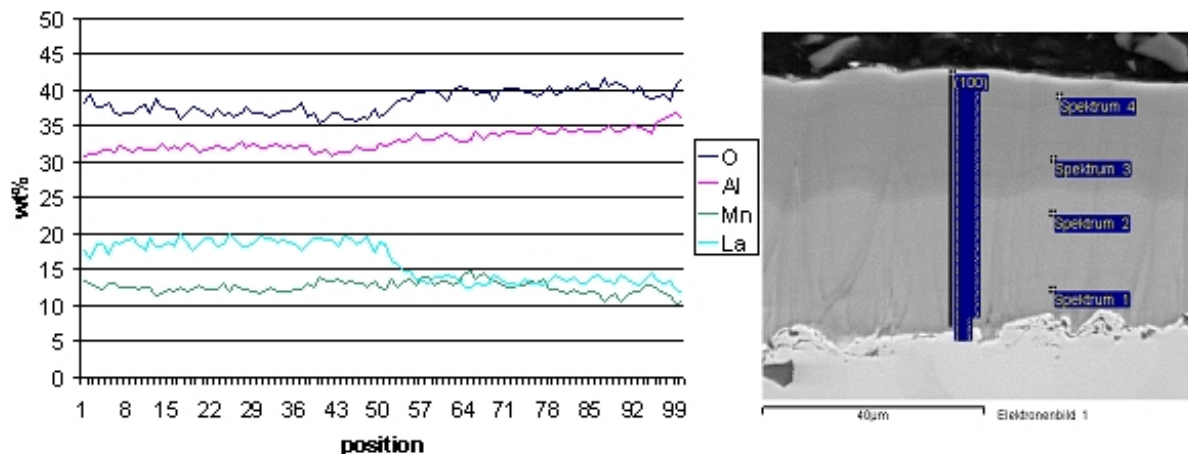 50
45
40
35
30
25
20
15
10
5
0
wt%
1 8 15 22 29 36 43 50 57 64 71 78 85 92 99
position
O
Al
Mn
La
(100)
Spektrum 4
Spektrum 3
Spektrum 2
Spektrum 1
40µm
Elektronenbild 1